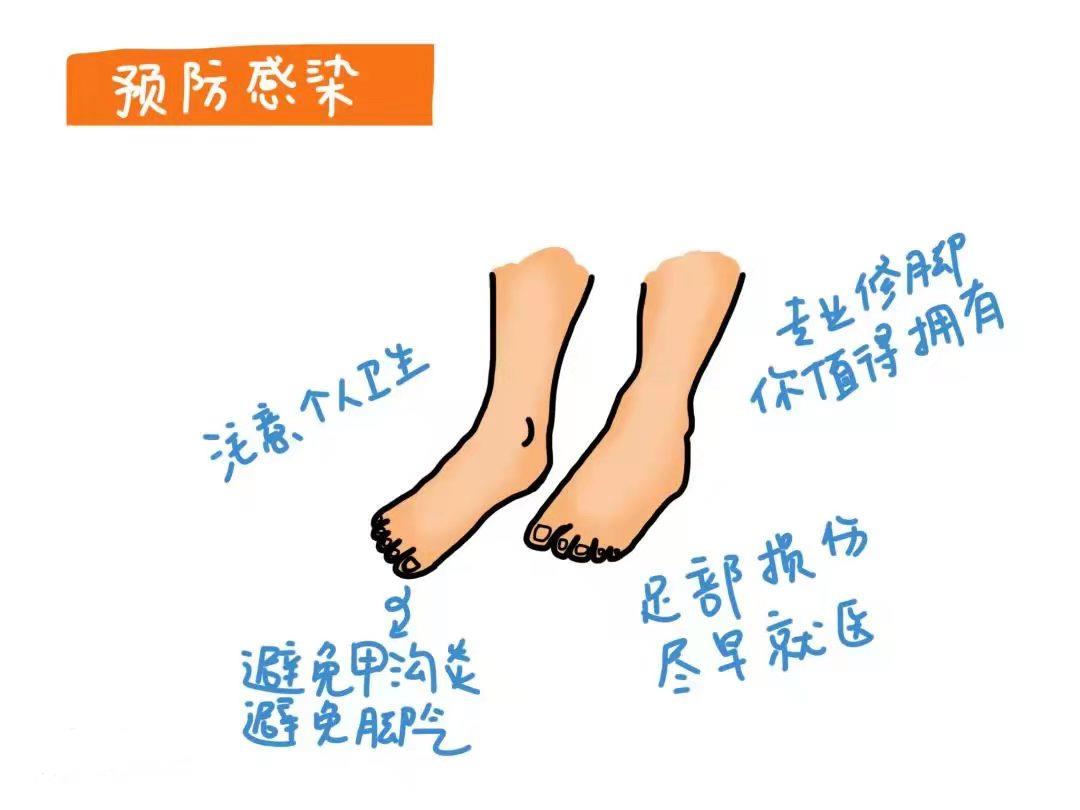 预防感染
专业修脚
你值得拥有
注意个人卫生
足部损伤
尽早就医
避免甲沟炎
避免脚气